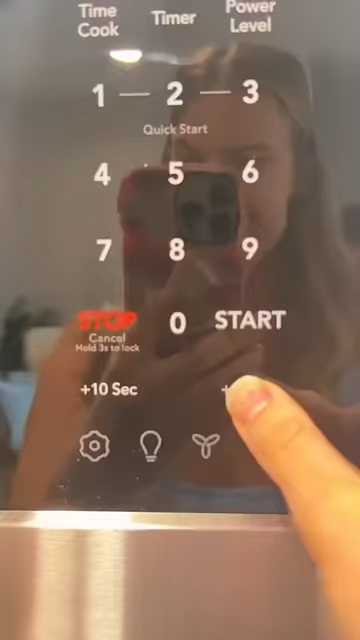 Time Cook
Timer
Power Level
1 — 2 — 3
Quick Start
4 5 6
7 8 9
STOP
Cancel
Hold 3s to lock
0
START
+10 Sec
+